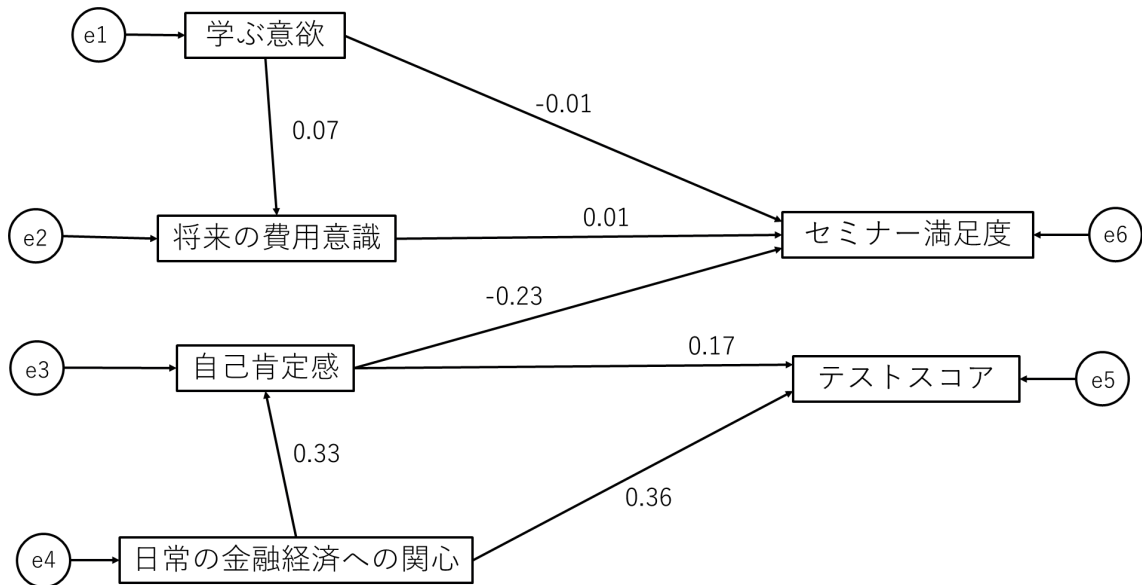 e1
学ぶ意欲
-0.01
0.07
e2
将来の費用意識
0.01
セミナー満足度
e6
-0.23
e3
自己肯定感
0.17
テストスコア
e5
0.33
0.36
e4
日常の金融経済への関心